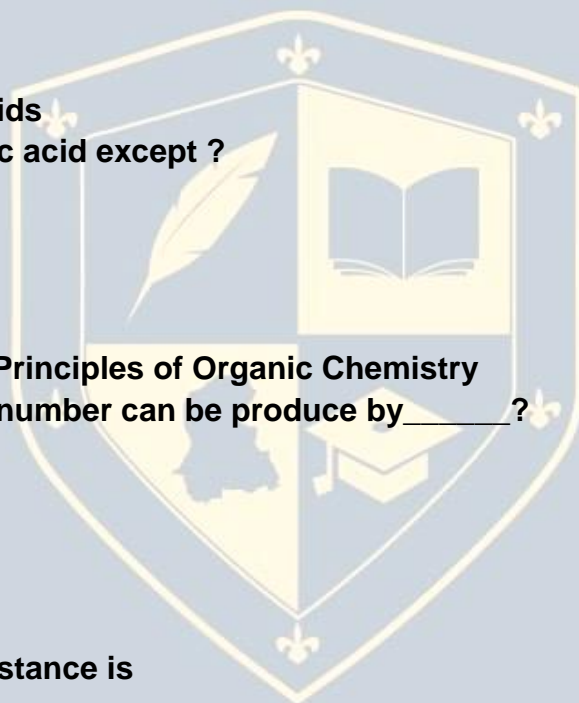 ids
c acid except ?
Principles of Organic Chemistry
number can be produce by______?
stance is